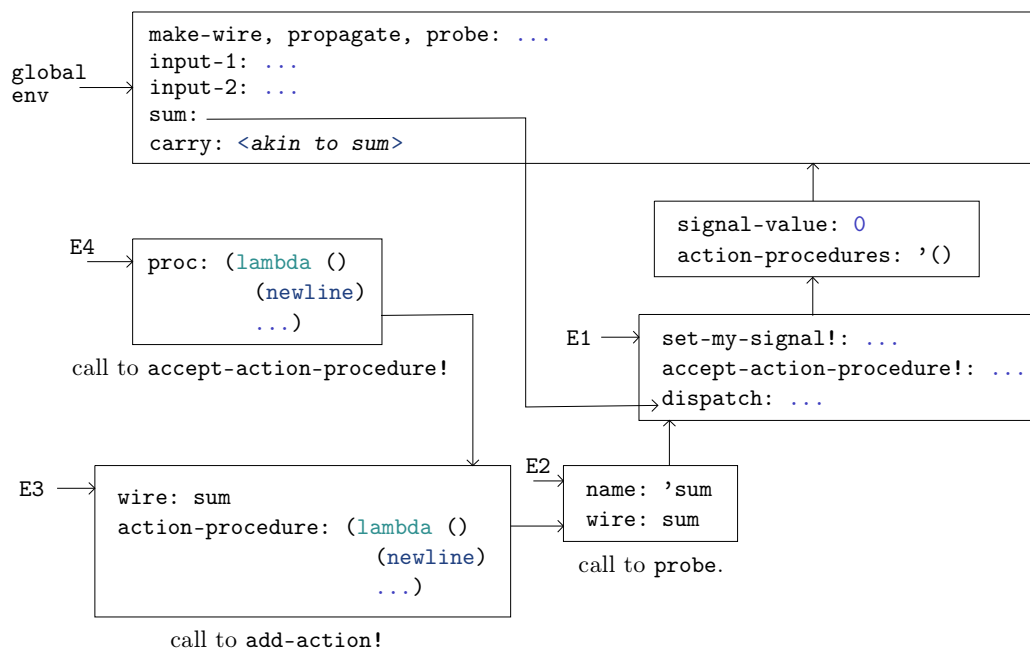 make-wire, propagate, probe: ...
global
env
input-1: ...
input-2: ...
sum:
carry: <akin to sum>
signal-value: 0
action-procedures: ’()
E4
proc: (lambda ()
(newline)
...)
call to accept-action-procedure!
E1
set-my-signal!: ...
accept-action-procedure!: ...
dispatch: ...
E3
wire: sum
action-procedure: (lambda ()
(newline)
...)
call to add-action!
E2
name: ’sum
wire: sum
call to probe.